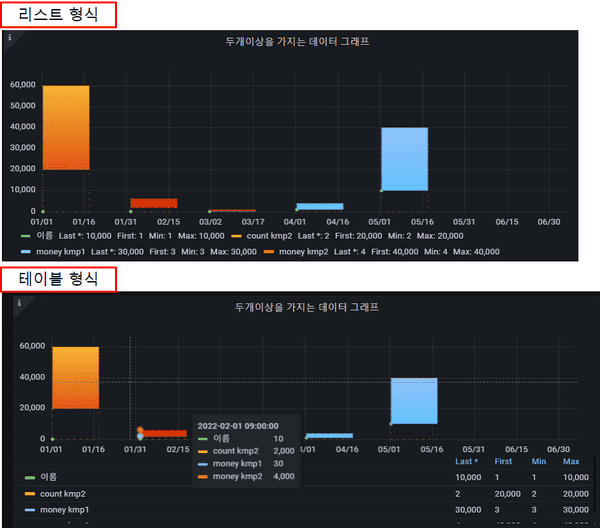 리스트 형식
i
두개이상을 가지는 데이터 그래프
60,000
50,000
40,000
30,000
20,000
10,000
0
01/01 01/16 01/31 02/15 03/02 03/17 04/01 04/16 05/01 05/16 05/31 06/15 06/30
이름 Last *: 10,000 First: 1 Min: 1 Max: 10,000 count kmp2 Last *: 2 First: 20,000 Min: 2 Max: 20,000
money kmp1 Last *: 30,000 First: 3 Min: 3 Max: 30,000 money kmp2 Last *: 4 First: 40,000 Min: 4 Max: 40,000
테이블 형식
i
두개이상을 가지는 데이터 그래프
60,000
40,000
20,000
0
01/01 01/16 01/31 02/15 04/16 05/01 05/16 05/31 06/15 06/30
2022-02-01 09:00:00
이름 10
count kmp2 2,000
money kmp1 30
money kmp2 4,000
Last * First Min Max
이름 10,000 1 1 10,000
count kmp2 2 20,000 2 20,000
money kmp1 30,000 3 3 30,000